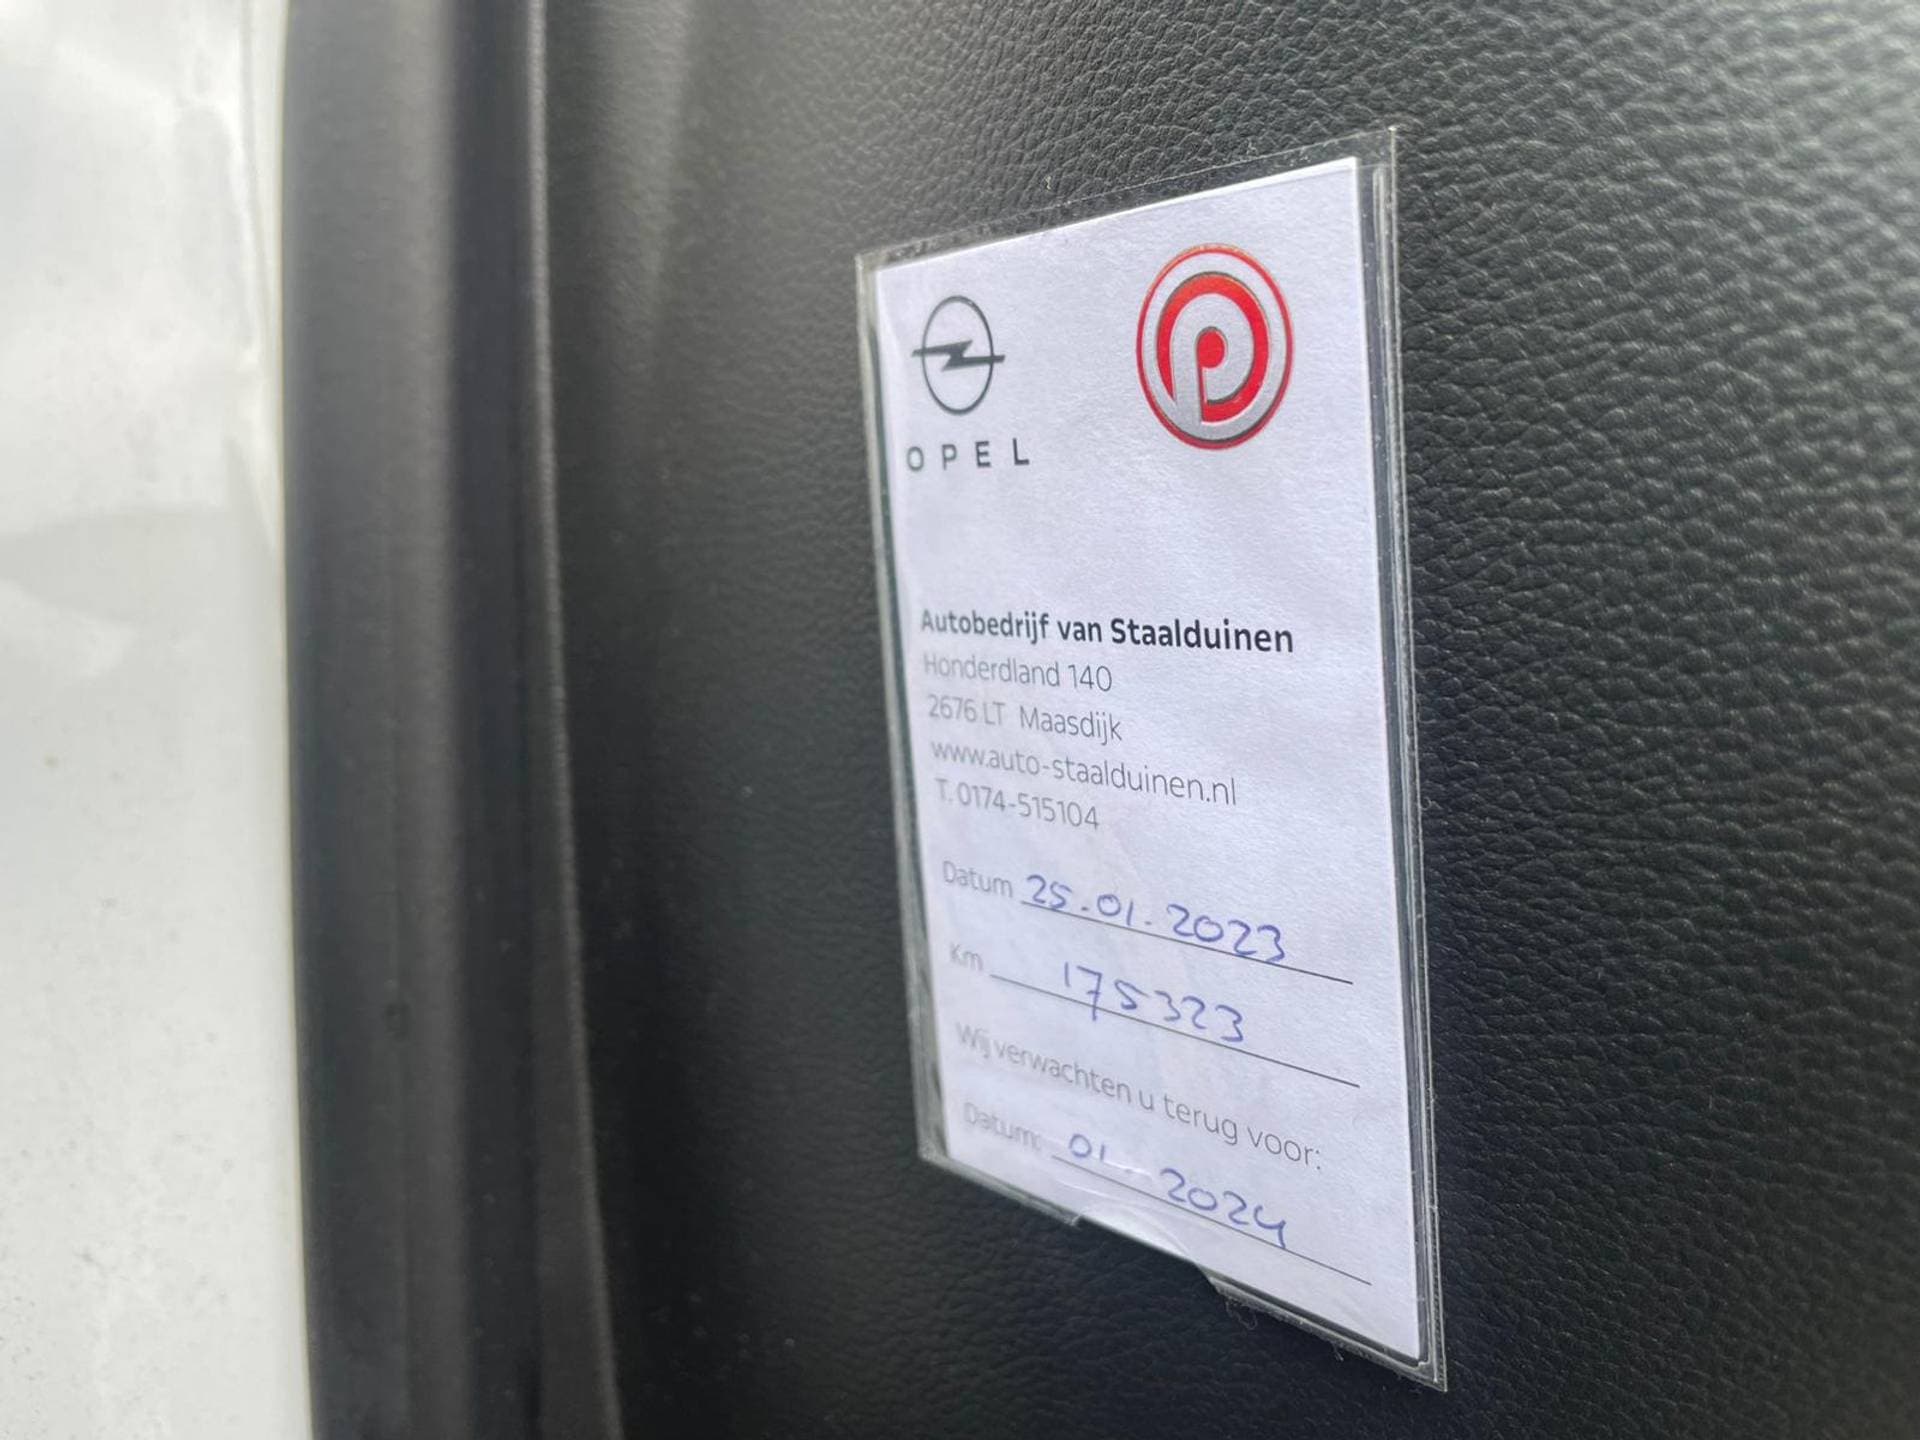 OPEL
Autobedrijf van Staalduinen
Honderdland 140
2676 LT Maasdijk
www.auto-staalduinen.nl
T. 0174-515104
Datum 25.01.2023
Km 175323
Wij verwachten u terug voor:
Datum: 01-2024